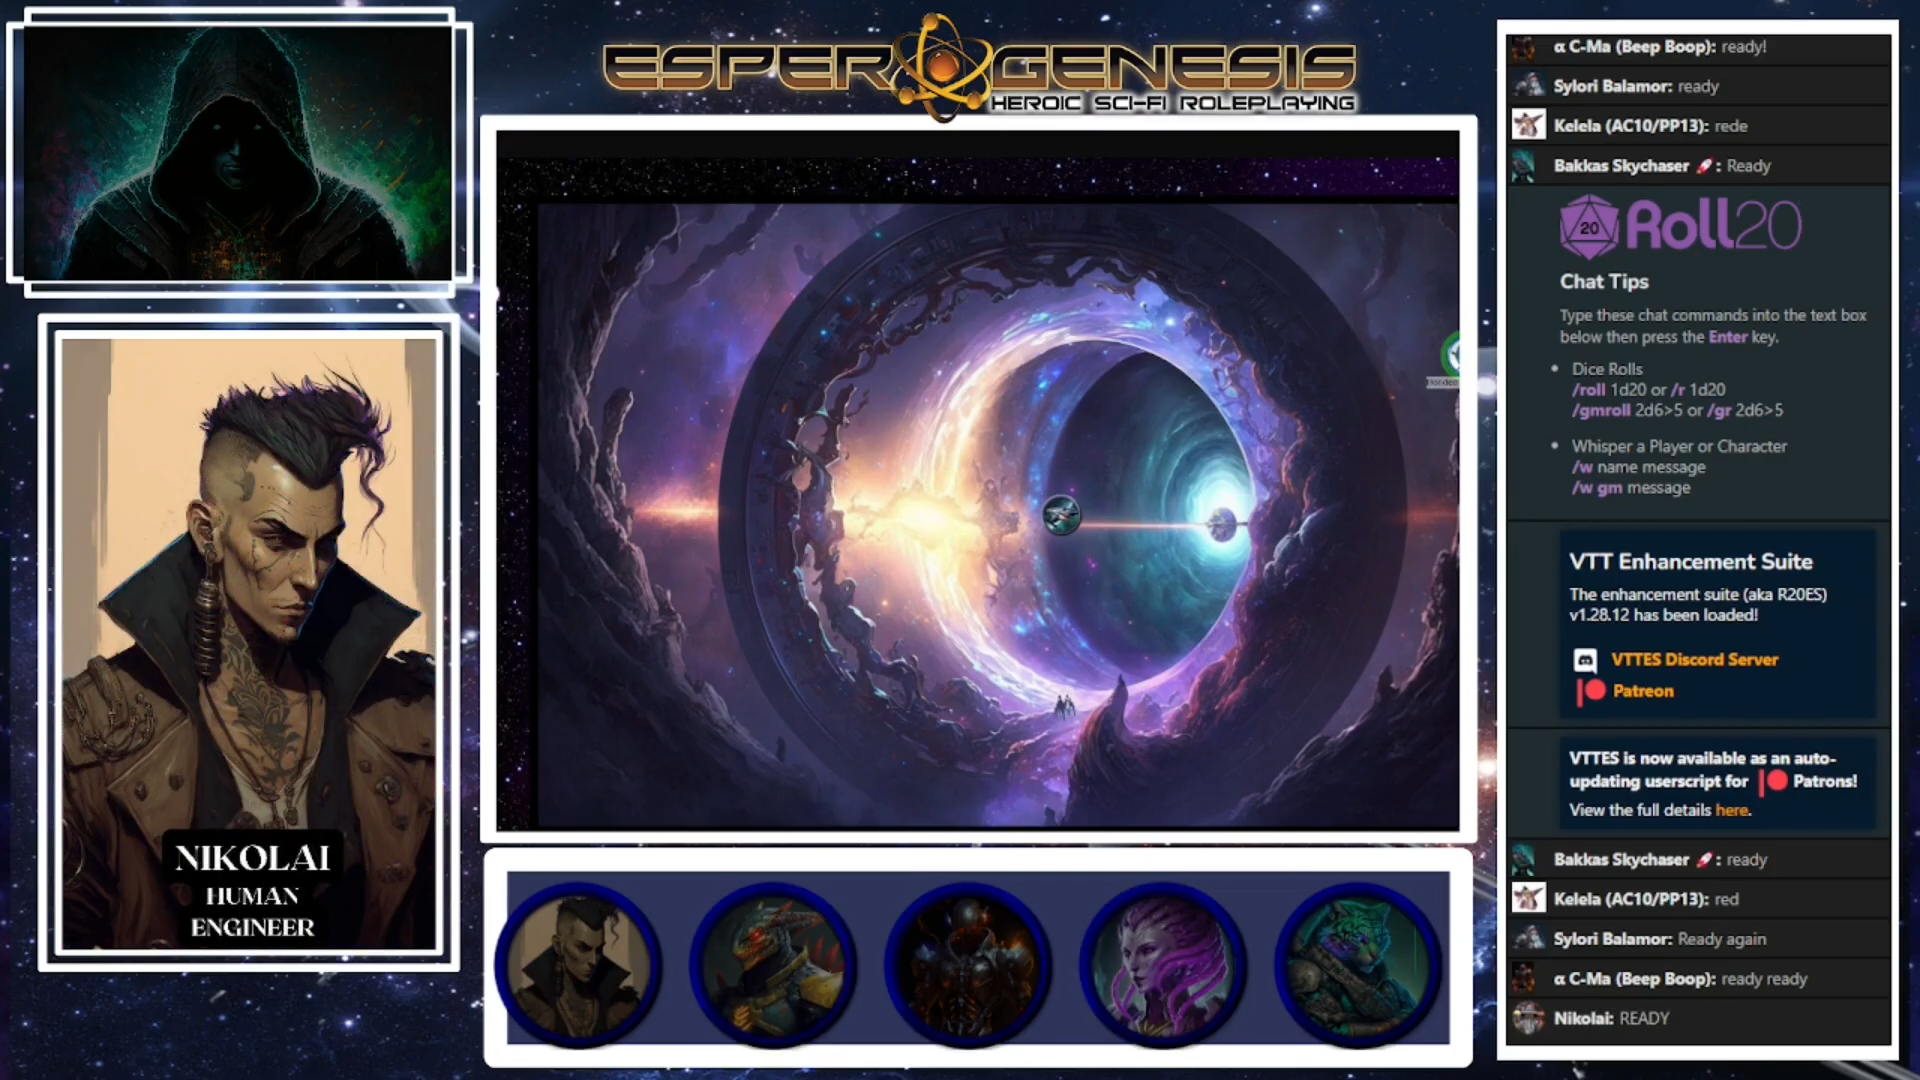 ESPER GENESIS
HEROIC SCI-FI ROLEPLAYING
NIKOLAI
HUMAN
ENGINEER
α C-Ma (Beep Boop): ready!
Sylori Balamor: ready
Kelela (AC10/PP13): rede
Bakkas Skychaser 🚀 : Ready
20 Roll20
Chat Tips
Type these chat commands into the text box
below then press the Enter key.
• Dice Rolls
/roll 1d20 or /r 1d20
/gmroll 2d6>5 or /gr 2d6>5
• Whisper a Player or Character
/w name message
/w gm message
VTT Enhancement Suite
The enhancement suite (aka R20ES)
v1.28.12 has been loaded!
VTTES Discord Server
Patreon
VTTES is now available as an auto-
updating userscript for Patrons!
View the full details here.
Bakkas Skychaser 🚀 : ready
Kelela (AC10/PP13): red
Sylori Balamor: Ready again
α C-Ma (Beep Boop): ready ready
Nikolai: READY